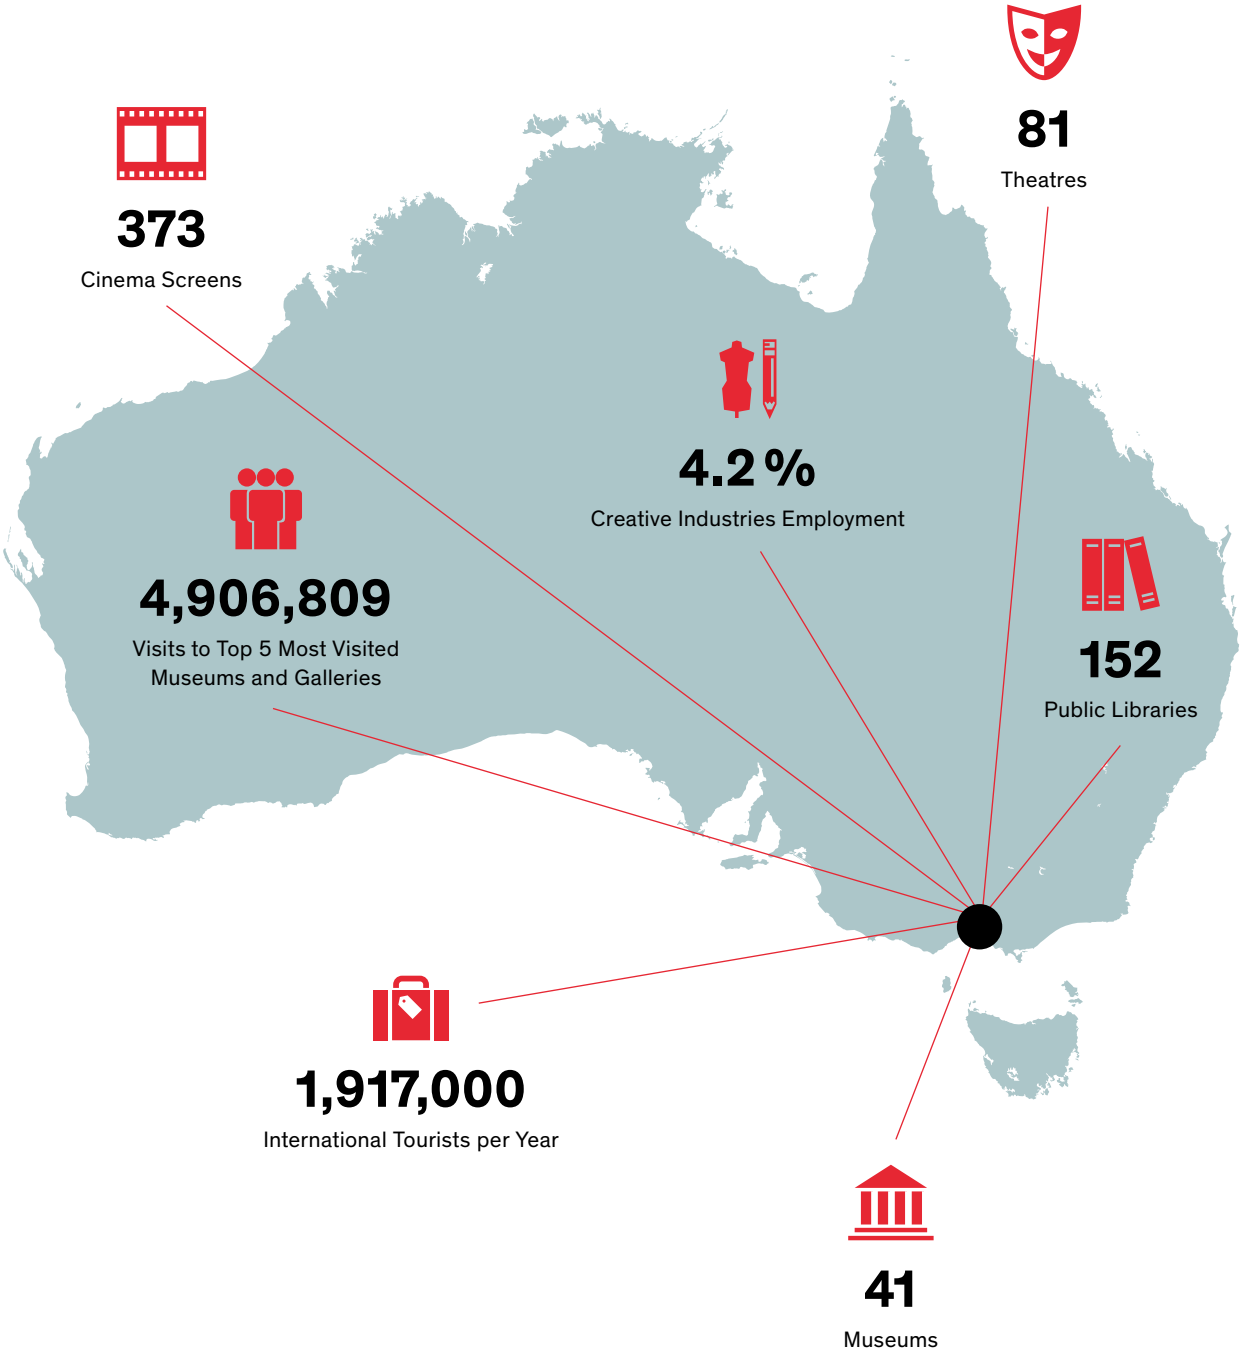 81
Theatres
373
Cinema Screens
4.2 %
Creative Industries Employment
4,906,809
Visits to Top 5 Most Visited
Museums and Galleries
152
Public Libraries
1,917,000
International Tourists per Year
41
Museums